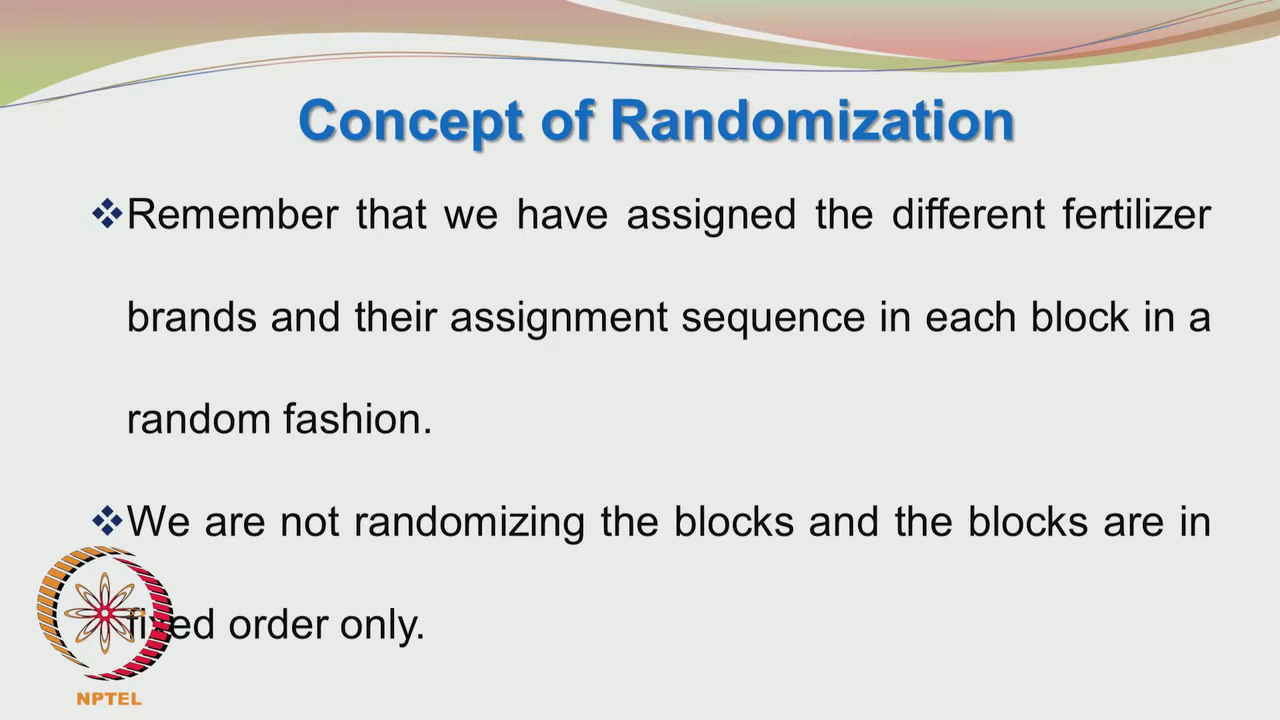 Concept of Randomization
❖Remember that we have assigned the different fertilizer
brands and their assignment sequence in each block in a
random fashion.
❖We are not randomizing the blocks and the blocks are in
fixed order only.
NPTEL